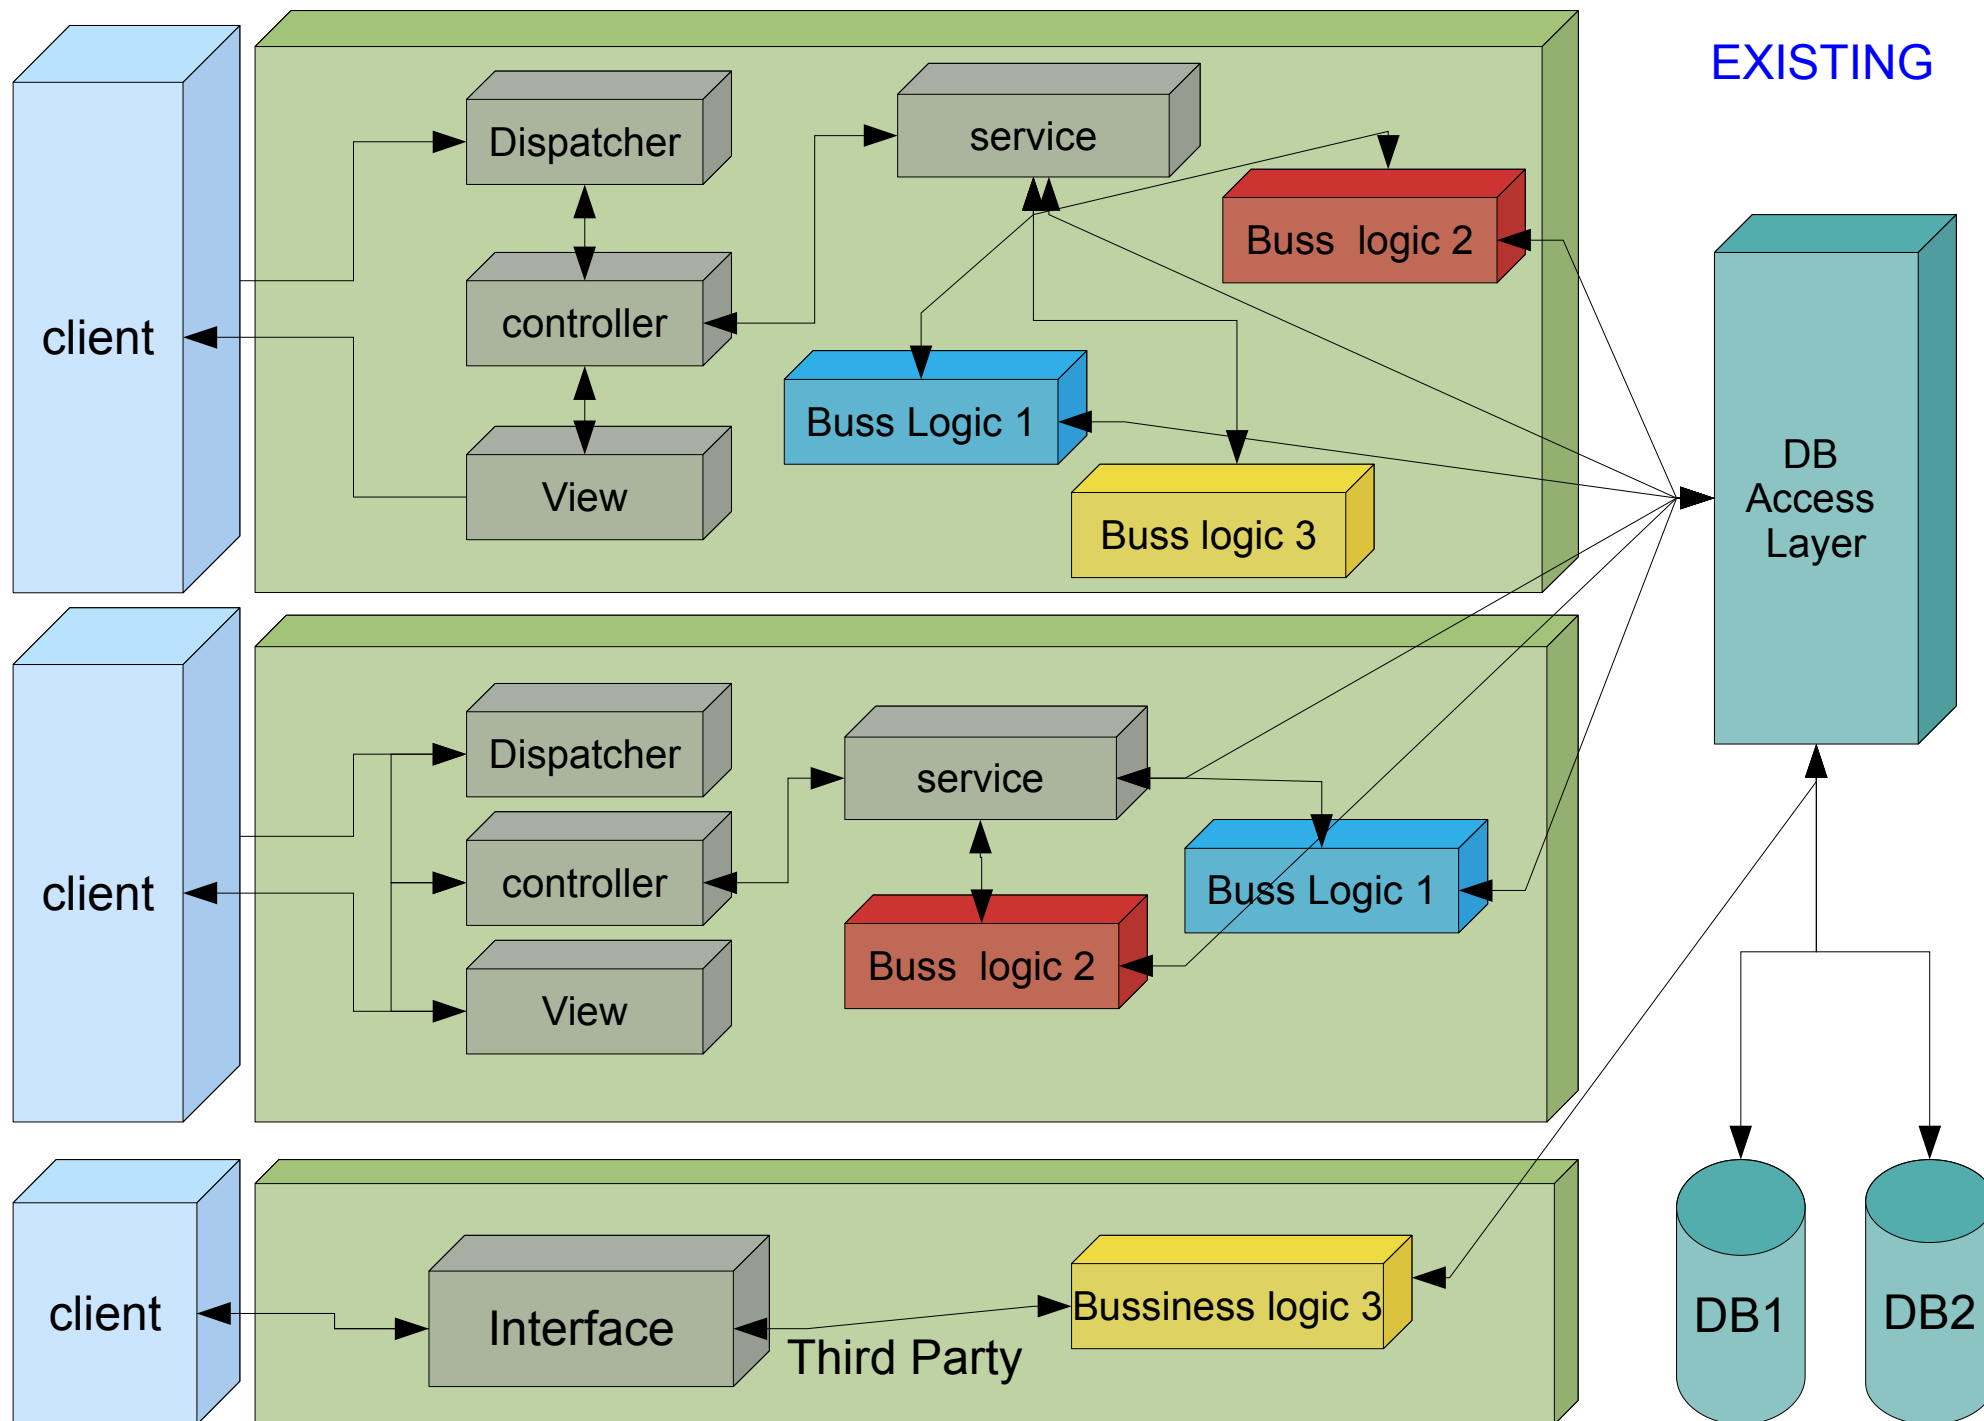 EXISTING
Dispatcher
service
Buss  logic 2
controller
client
Buss Logic 1
View
Buss logic 3
DB
Access
Layer
Dispatcher
service
controller
client
Buss Logic 1
Buss  logic 2
View
client
Interface
Third Party
Bussiness logic 3
DB1
DB2